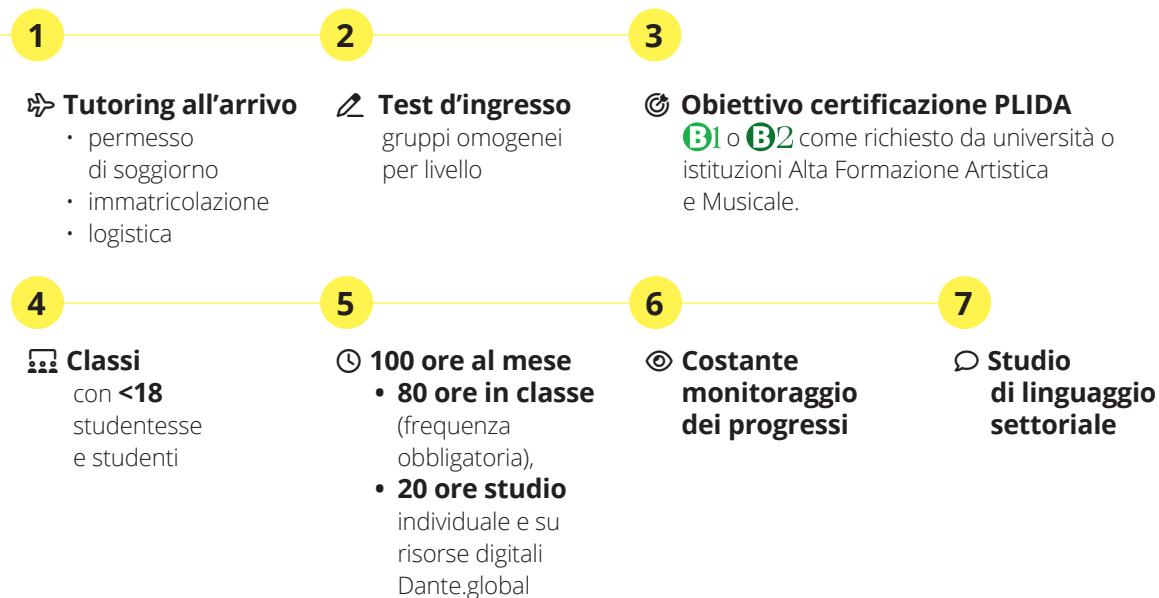 1
Tutoring all’arrivo
• permesso
di soggiorno
• immatricolazione
• logistica
2
Test d’ingresso
gruppi omogenei
per livello
3
Obiettivo certificazione PLIDA
B1 o B2 come richiesto da università o
istituzioni Alta Formazione Artistica
e Musicale.
4
Classi
con <18
studentesse
e studenti
5
100 ore al mese
• 80 ore in classe
(frequenza
obbligatoria),
• 20 ore studio
individuale e su
risorse digitali
Dante.global
6
Costante
monitoraggio
dei progressi
7
Studio
di linguaggio
settoriale